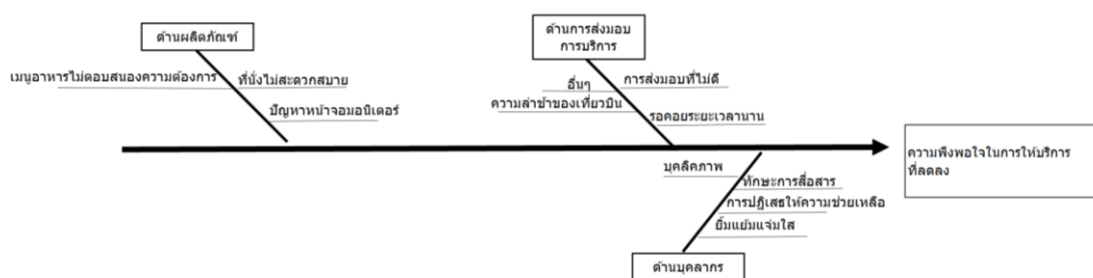 ด้านผลิตภัณฑ์
เมนูอาหารไม่ตอบสนองความต้องการ
ที่นั่งไม่สะดวกสบาย
ปัญหาหน้าจอมอนิเตอร์
ด้านการส่งมอบ
การบริการ
อื่นๆ
การส่งมอบที่ไม่ดี
ความล่าช้าของเที่ยวบิน
รอคอยระยะเวลานาน
ความพึงพอใจในการให้บริการ
ที่ลดลง
บุคลิคภาพ
ทักษะการสื่อสาร
การปฏิเสธให้ความช่วยเหลือ
ยิ้มแย้มแจ่มใส
ด้านบุคลากร